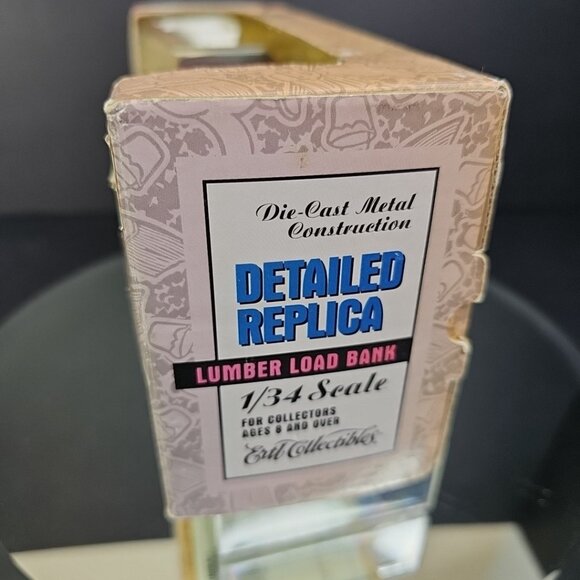 Die-Cast Metal
Construction
DETAILED
REPLICA
LUMBER LOAD BANK
1/34 Scale
FOR COLLECTORS
AGES 8 AND OVER
Ertl Collectibles